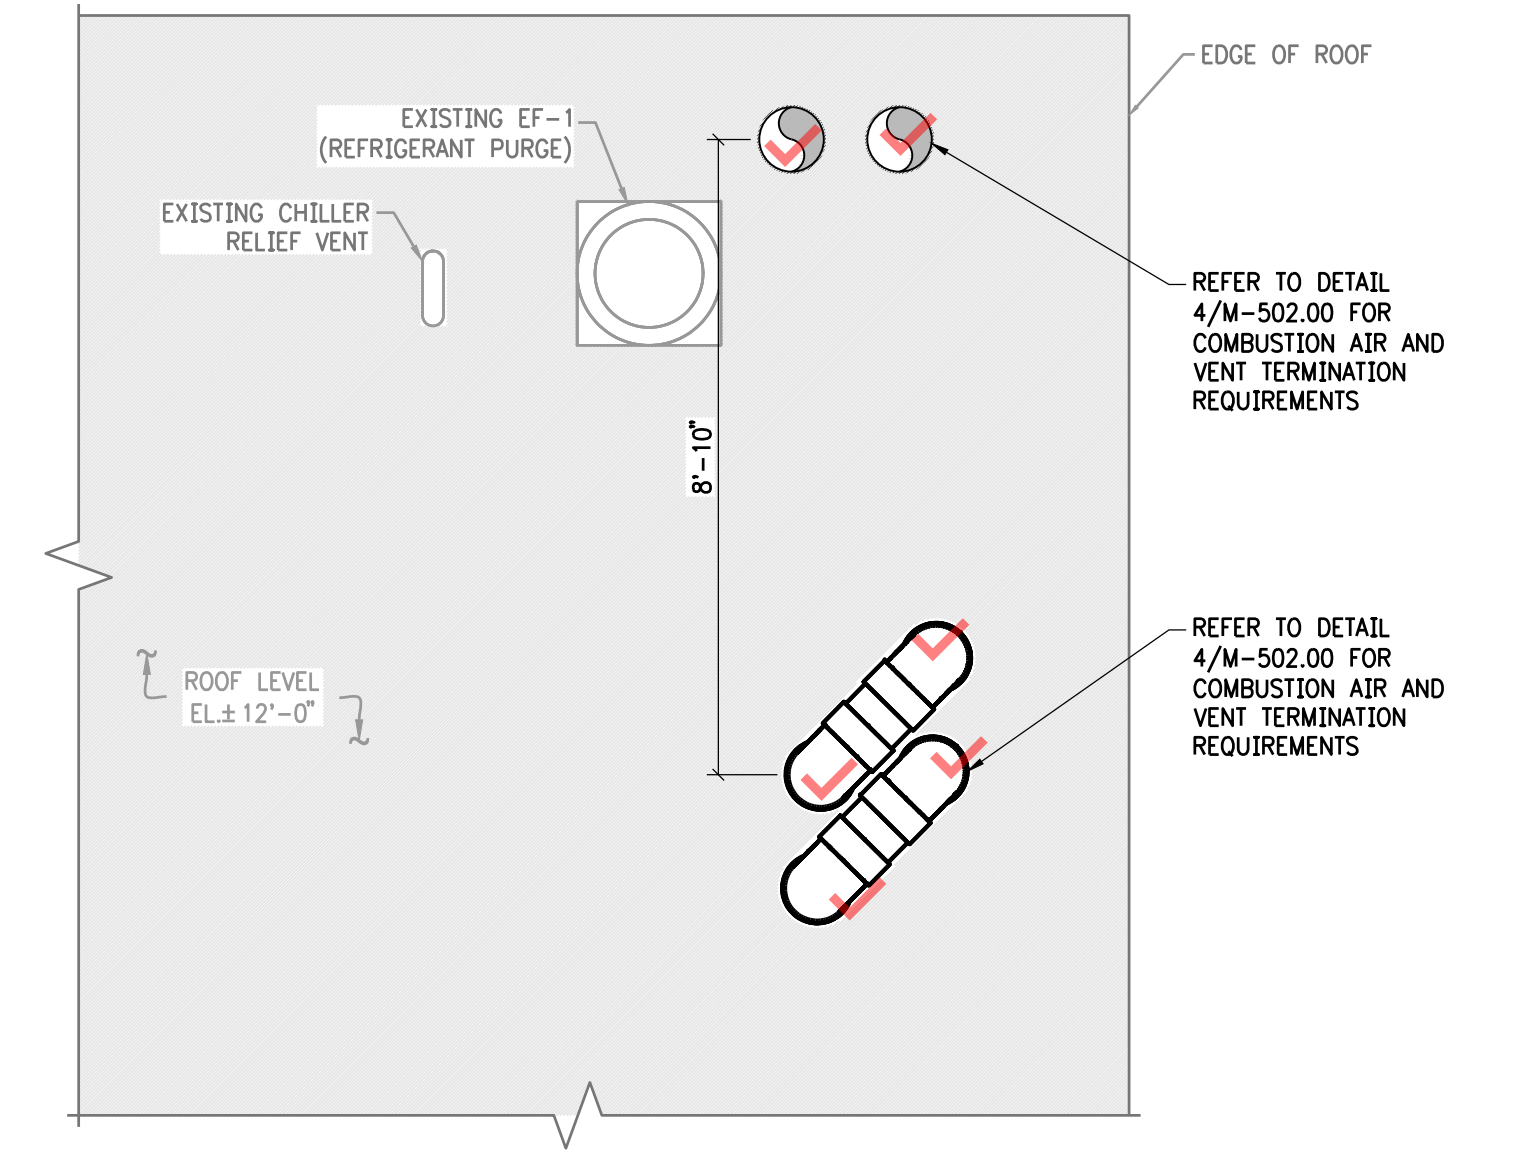 EDGE OF ROOF
EXISTING EF-1
(REFRIGERANT PURGE)
EXISTING CHILLER
RELIEF VENT
REFER TO DETAIL
4/M-502.00 FOR
COMBUSTION AIR AND
VENT TERMINATION
REQUIREMENTS
8'-10"
REFER TO DETAIL
4/M-502.00 FOR
COMBUSTION AIR AND
VENT TERMINATION
REQUIREMENTS
ROOF LEVEL
EL.± 12'-0"